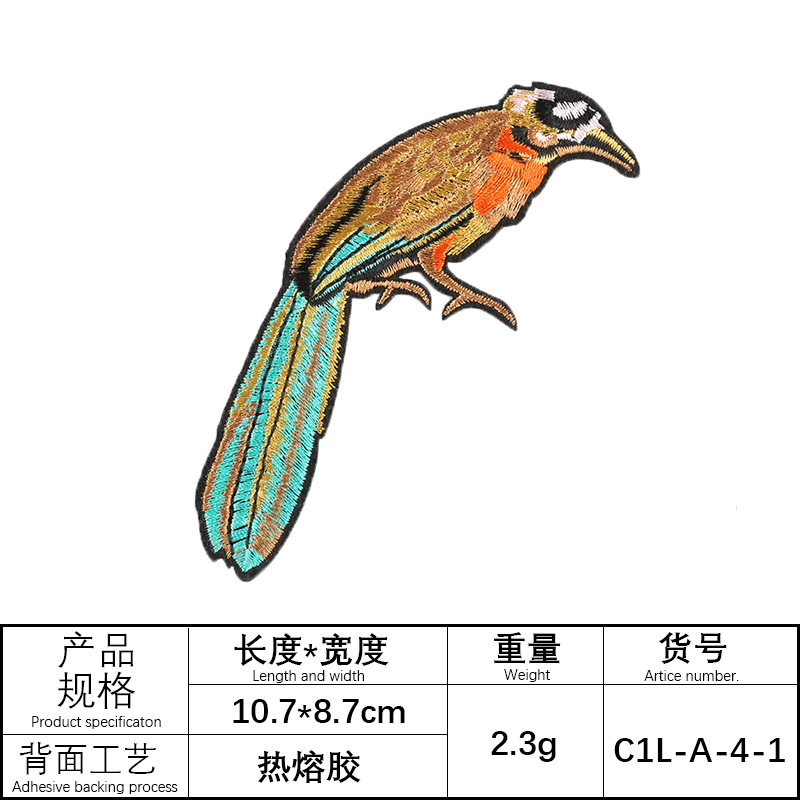 产品
规格
Product specificaton
长度*宽度
Length and width
重量
Weight
货号
Artice number.
10.7*8.7cm
2.3g
C1L-A-4-1
背面工艺
Adhesive backing process
热熔胶